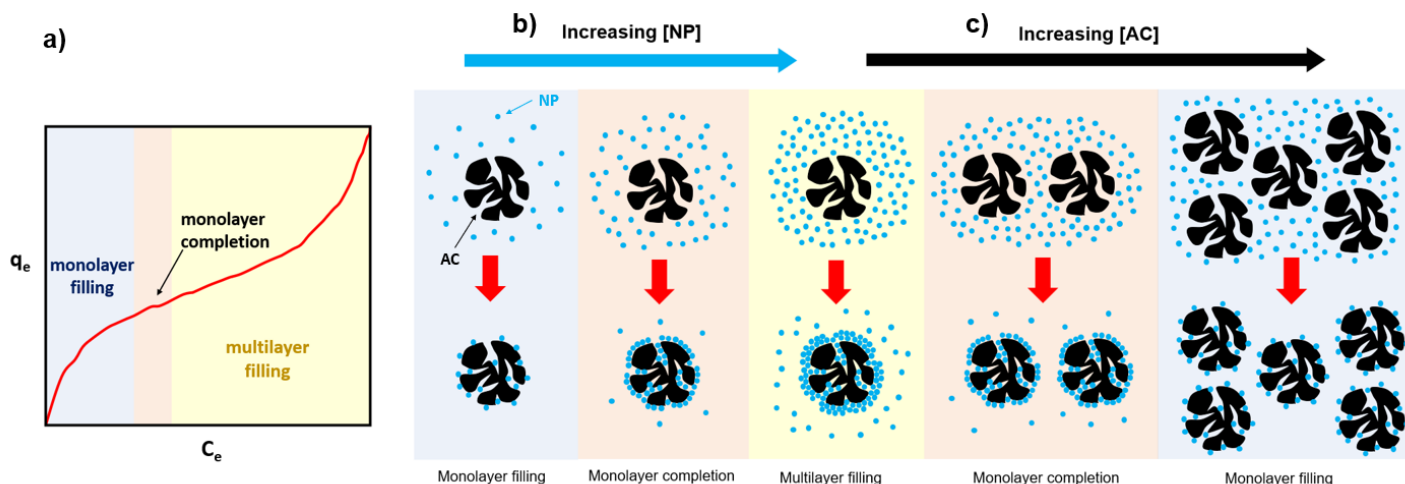 a)
b)
Increasing [NP]
c)
Increasing [AC]
NP
AC
monolayer
completion
qe
monolayer
filling
multilayer
filling
Ce
Monolayer filling
Monolayer completion
Multilayer filling
Monolayer completion
Monolayer filling